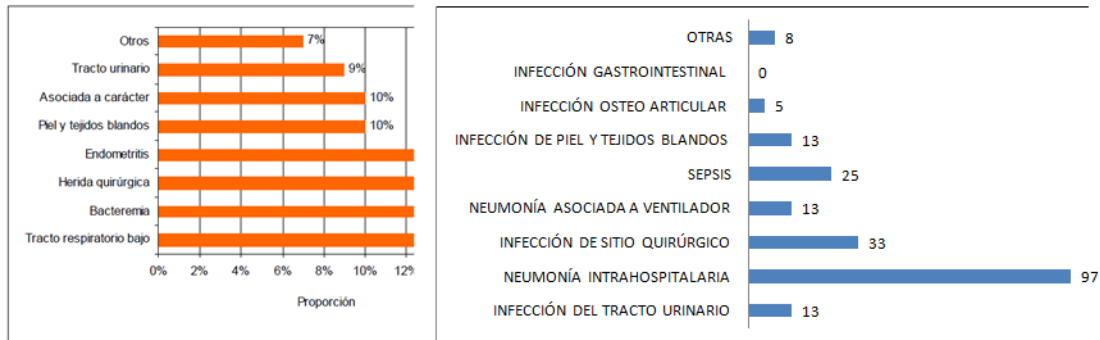 Otros
7%
Tracto urinario
9%
Asociada a carácter
10%
Piel y tejidos blandos
10%
Endometritis
Herida quirúrgica
Bacteremia
Tracto respiratorio bajo
0% 2% 4% 6% 8% 10% 12%
Proporción
OTRAS
8
INFECCIÓN GASTROINTESTINAL
0
INFECCIÓN OSTEO ARTICULAR
5
INFECCIÓN DE PIEL Y TEJIDOS BLANDOS
13
SEPSIS
25
NEUMONÍA ASOCIADA A VENTILADOR
13
INFECCIÓN DE SITIO QUIRÚRGICO
33
NEUMONÍA INTRAHOSPITALARIA
97
INFECCIÓN DEL TRACTO URINARIO
13